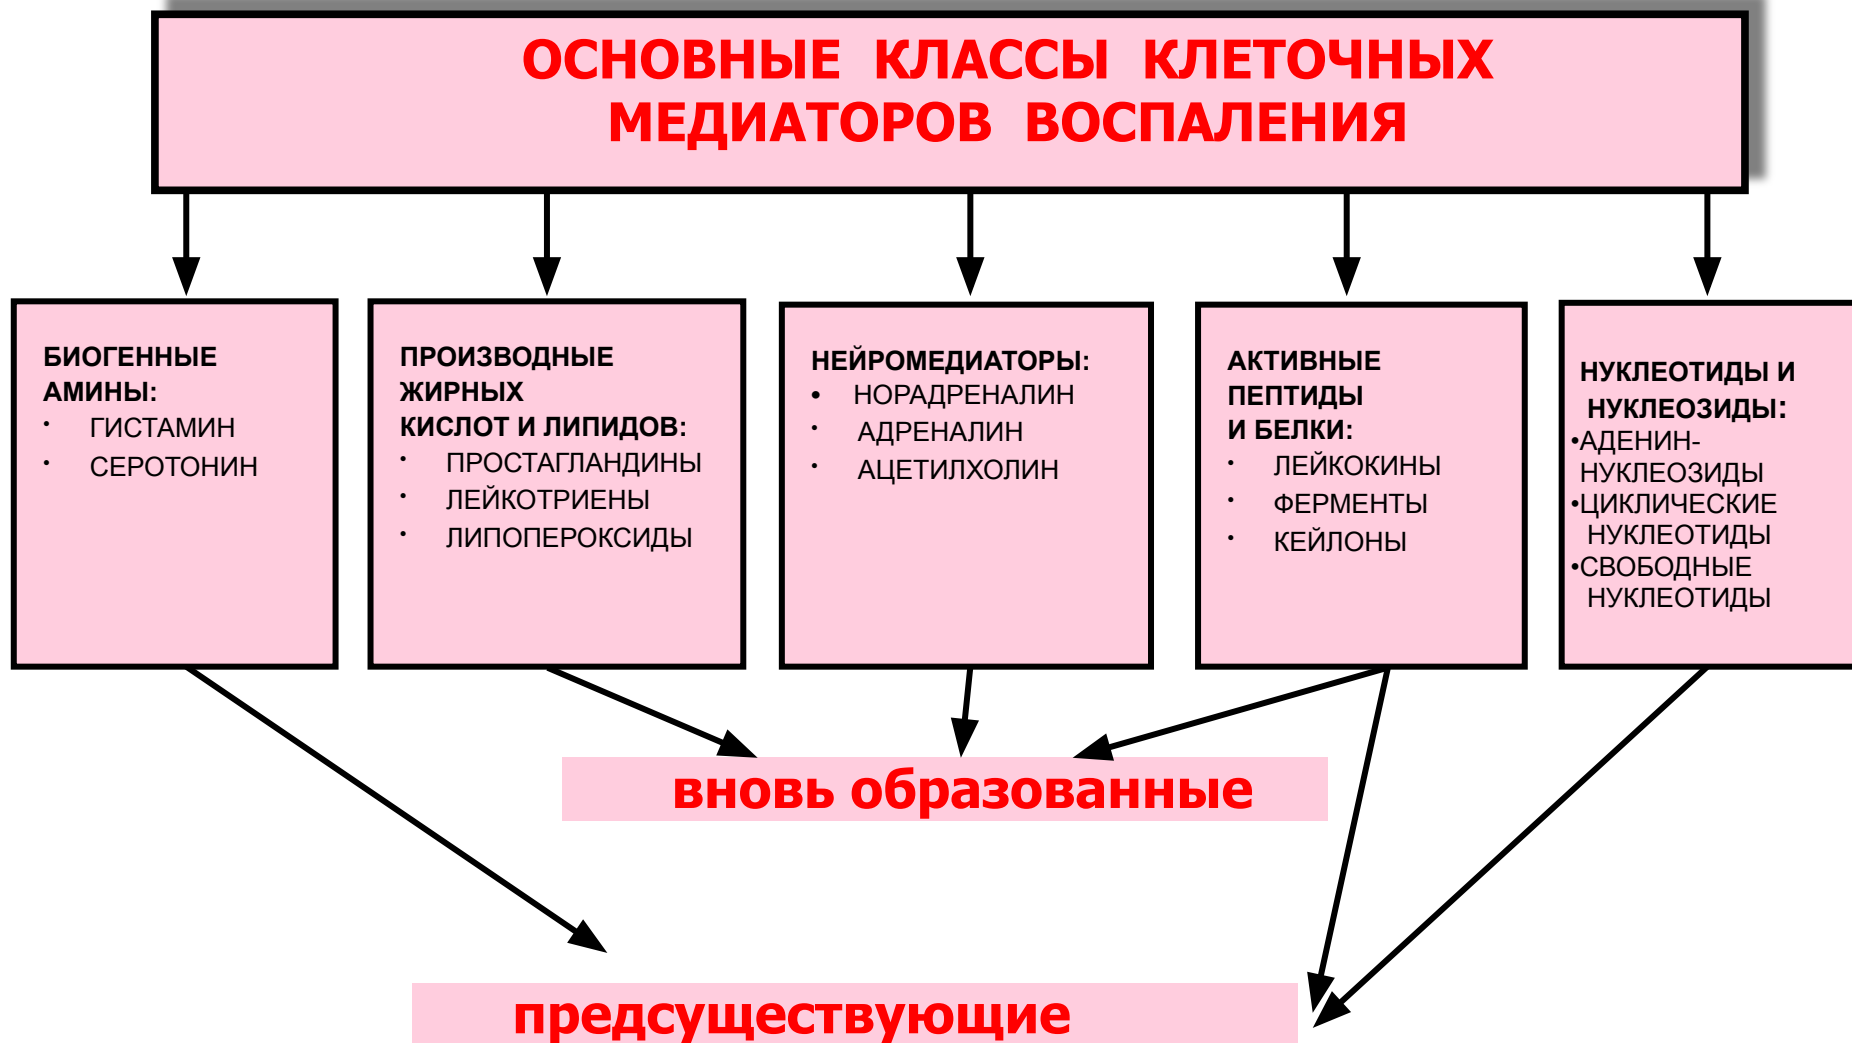 ОСНОВНЫЕ КЛАССЫ КЛЕТОЧНЫХ
МЕДИАТОРОВ ВОСПАЛЕНИЯ
БИОГЕННЫЕ
АМИНЫ:
· ГИСТАМИН
· СЕРОТОНИН
ПРОИЗВОДНЫЕ
ЖИРНЫХ
КИСЛОТ И ЛИПИДОВ:
· ПРОСТАГЛАНДИНЫ
· ЛЕЙКОТРИЕНЫ
· ЛИПОПЕРОКСИДЫ
НЕЙРОМЕДИАТОРЫ:
• НОРАДРЕНАЛИН
· АДРЕНАЛИН
· АЦЕТИЛХОЛИН
АКТИВНЫЕ
ПЕПТИДЫ
И БЕЛКИ:
· ЛЕЙКОКИНЫ
· ФЕРМЕНТЫ
· КЕЙЛОНЫ
НУКЛЕОТИДЫ И
НУКЛЕОЗИДЫ:
•АДЕНИН-
НУКЛЕОЗИДЫ
•ЦИКЛИЧЕСКИЕ
НУКЛЕОТИДЫ
•СВОБОДНЫЕ
НУКЛЕОТИДЫ
вновь образованные
предсуществующие